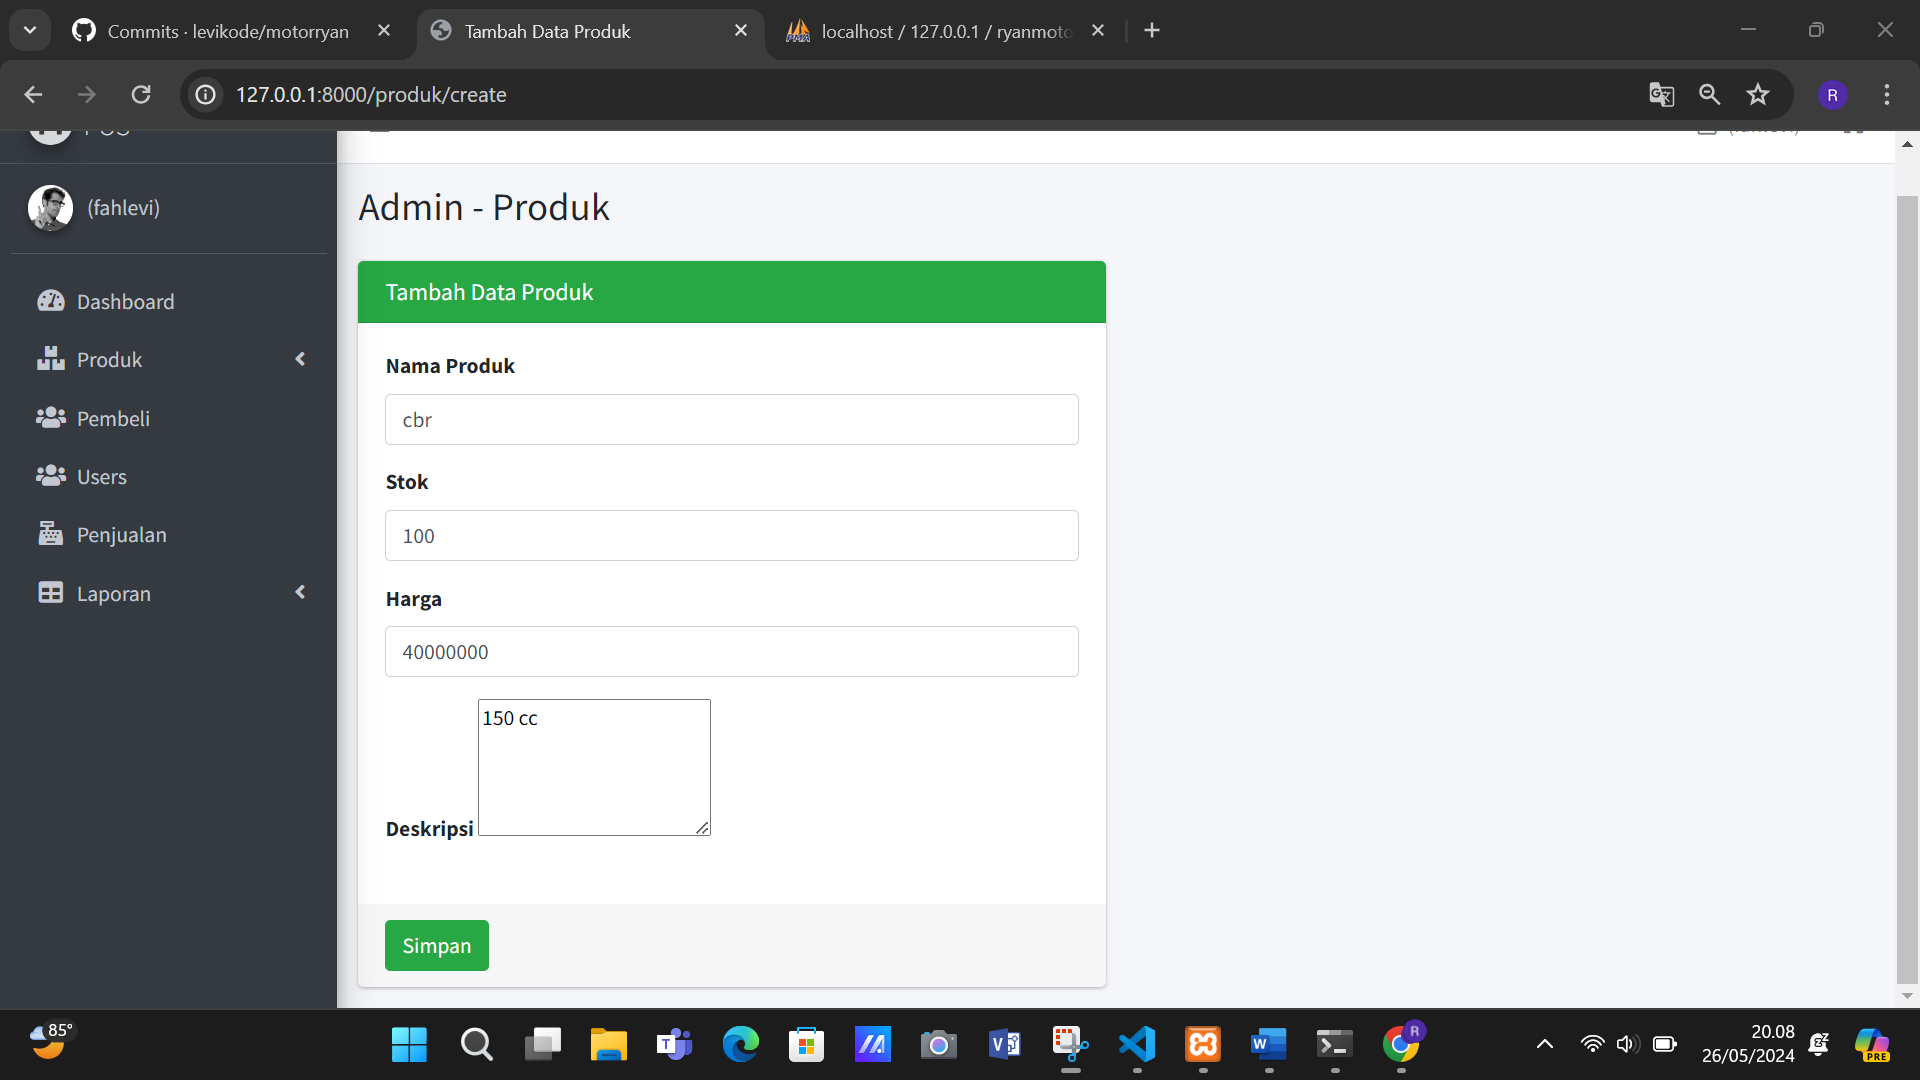 Commits · levikode/motorryan
Tambah Data Produk
localhost / 127.0.0.1 / ryanmoto
127.0.0.1:8000/produk/create
R
(fahlevi)
Dashboard
Produk
Pembeli
Users
Penjualan
Laporan
Admin - Produk
Tambah Data Produk
Nama Produk
cbr
Stok
100
Harga
40000000
Deskripsi
150 cc
Simpan
85°
20.08
26/05/2024
PRE